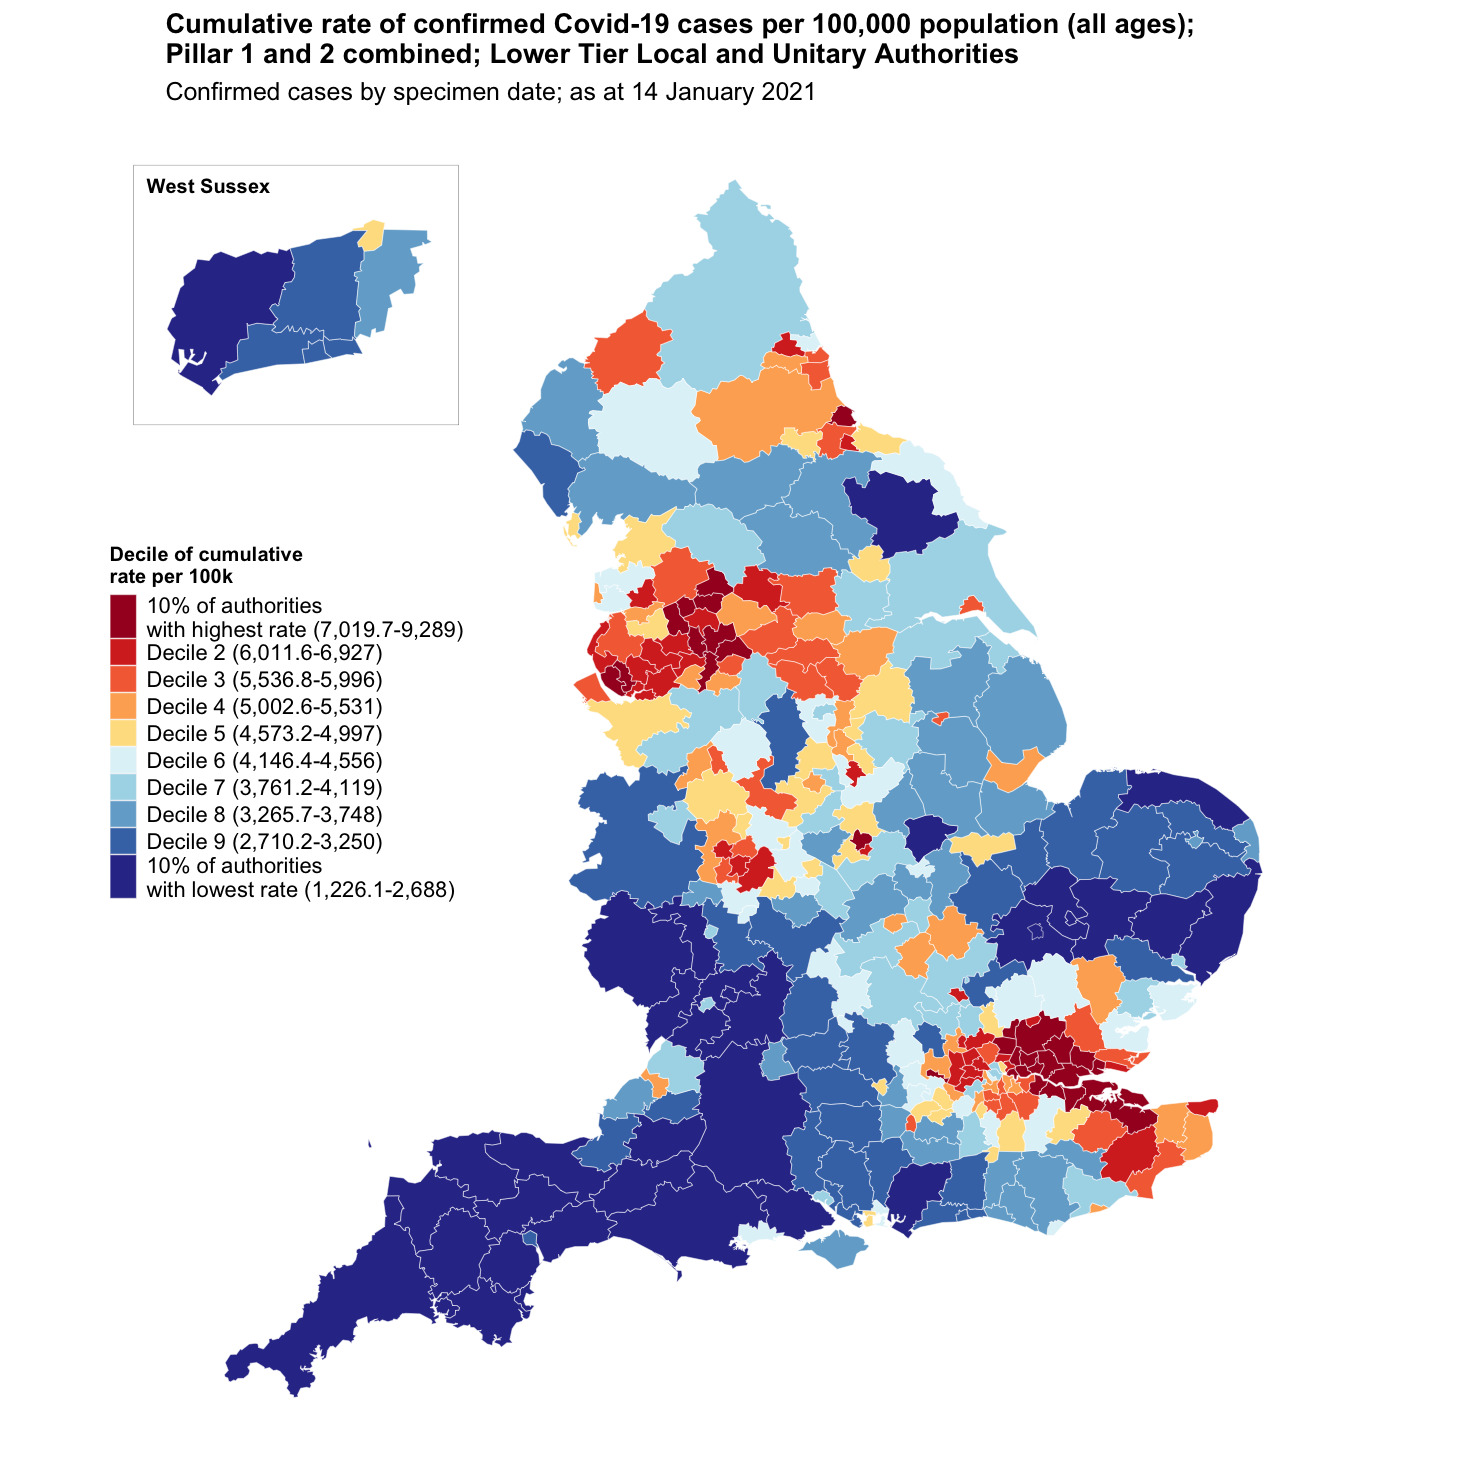 Cumulative rate of confirmed Covid-19 cases per 100,000 population (all ages);
Pillar 1 and 2 combined; Lower Tier Local and Unitary Authorities
Confirmed cases by specimen date; as at 14 January 2021
West Sussex
Decile of cumulative
rate per 100k
10% of authorities
with highest rate (7,019.7-9,289)
Decile 2 (6,011.6-6,927)
Decile 3 (5,536.8-5,996)
Decile 4 (5,002.6-5,531)
Decile 5 (4,573.2-4,997)
Decile 6 (4,146.4-4,556)
Decile 7 (3,761.2-4,119)
Decile 8 (3,265.7-3,748)
Decile 9 (2,710.2-3,250)
10% of authorities
with lowest rate (1,226.1-2,688)